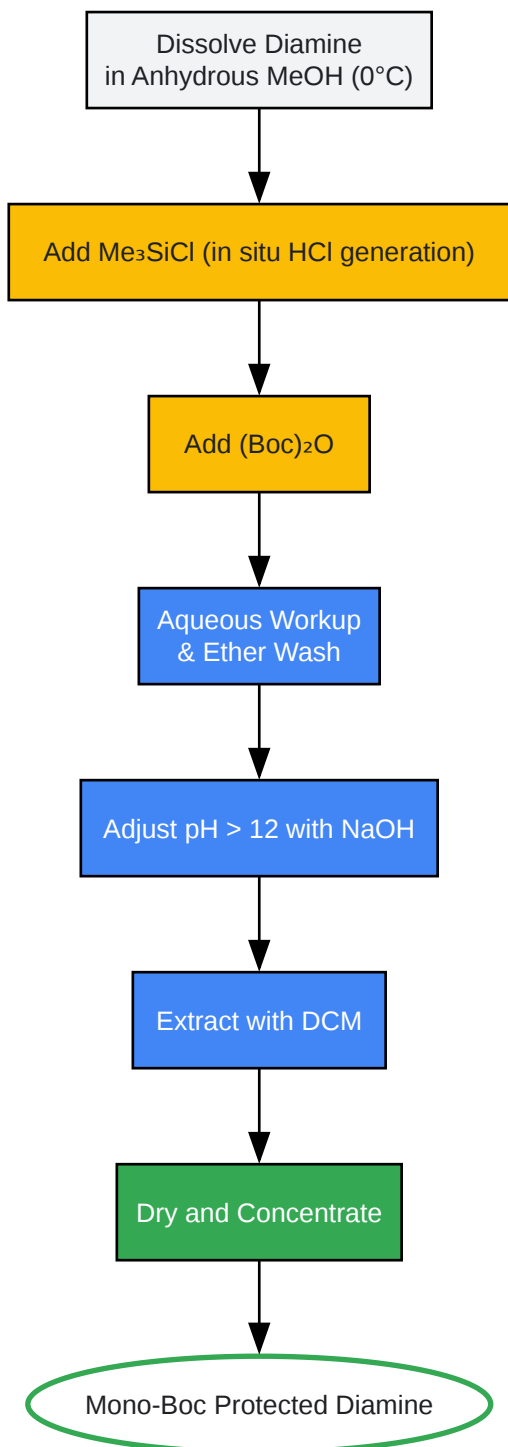 Dissolve Diamine
in Anhydrous MeOH (0°C)
Add Me₃SiCl (in situ HCl generation)
Add (Boc)₂O
Aqueous Workup
& Ether Wash
Adjust pH > 12 with NaOH
Extract with DCM
Dry and Concentrate
Mono-Boc Protected Diamine